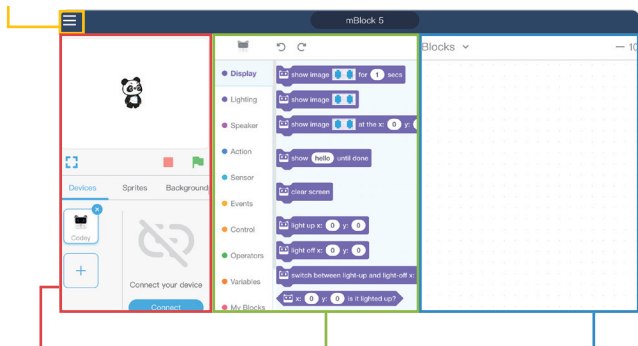 mBlock 5
Blocks
10
Display
Lighting
Speaker
Action
Sensor
Events
Control
Operators
Variables
My Blocks
show image for 1 secs
show image
show image at the x: 0 y:
show hello until done
clear screen
light up x: 0 y: 0
light off x: 0 y: 0
switch between light-up and light-off x:
x: 0 y: 0 is it lighted up?
Devices Sprites Background
Codey
+
Connect your device
Connect